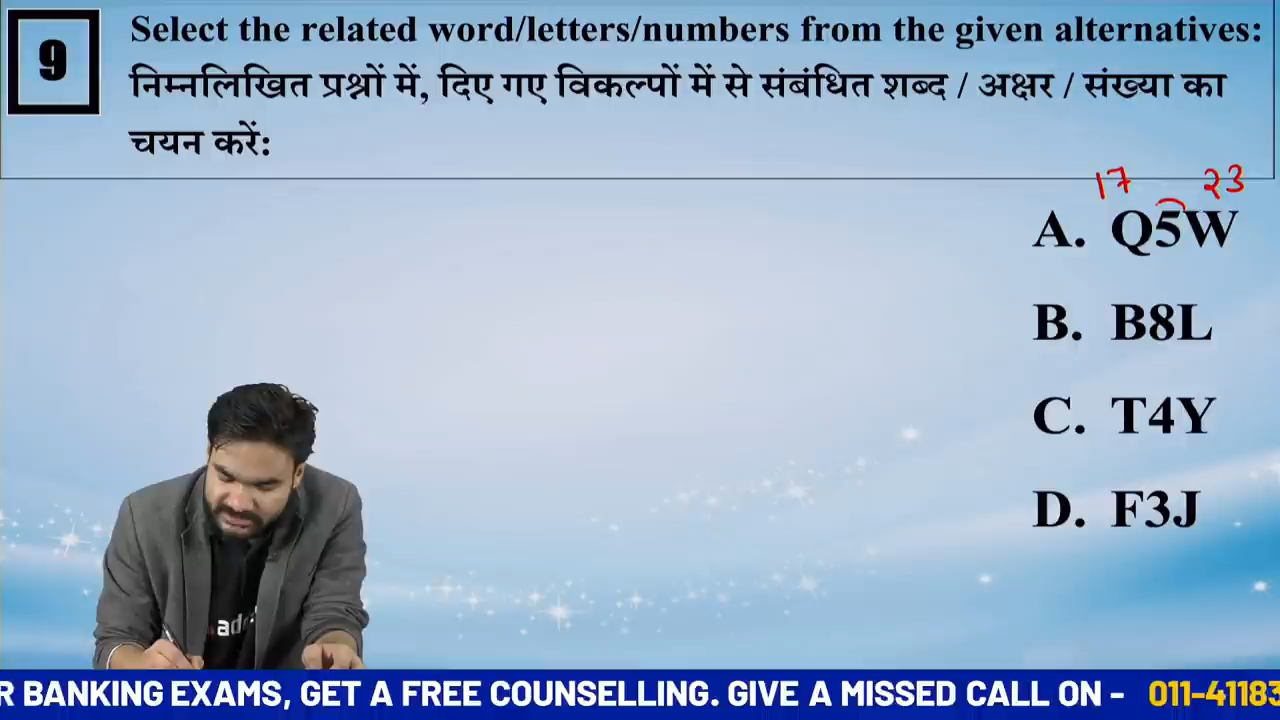 9
Select the related word/letters/numbers from the given alternatives:
निम्नलिखित प्रश्नों में, दिए गए विकल्पों में से संबंधित शब्द / अक्षर / संख्या का
चयन करें:
17 23
A. Q5W
B. B8L
C. T4Y
D. F3J
ad
R BANKING EXAMS, GET A FREE COUNSELLING. GIVE A MISSED CALL ON - 011-41183